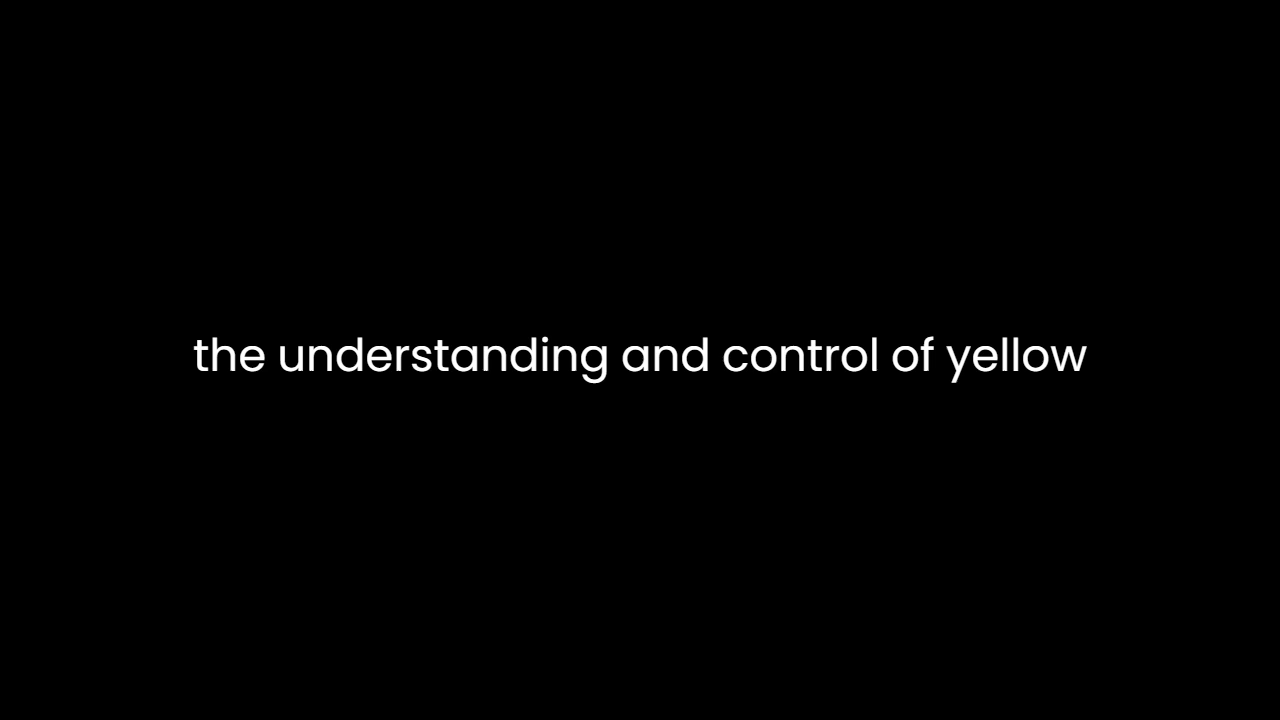 the understanding and control of yellow